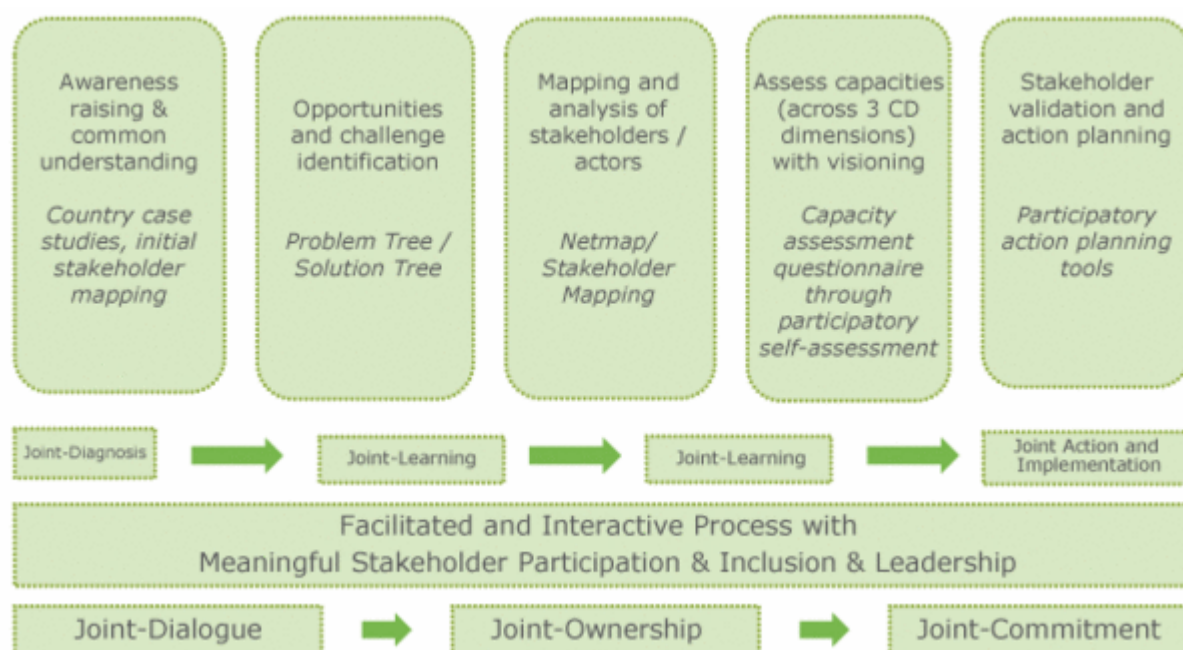 Awareness
raising &
common
understanding
Country case
studies, initial
stakeholder
mapping
Opportunities
and challenge
identification
Problem Tree /
Solution Tree
Mapping and
analysis of
stakeholders /
actors
Netmap/
Stakeholder
Mapping
Assess capacities
(across 3 CD
dimensions)
with visioning
Capacity
assessment
questionnaire
through
participatory
self-assessment
Stakeholder
validation and
action planning
Participatory
action planning
tools
Joint-Diagnosis
Joint-Learning
Joint-Learning
Joint Action and
Implementation
Facilitated and Interactive Process with
Meaningful Stakeholder Participation & Inclusion & Leadership
Joint-Dialogue
Joint-Ownership
Joint-Commitment